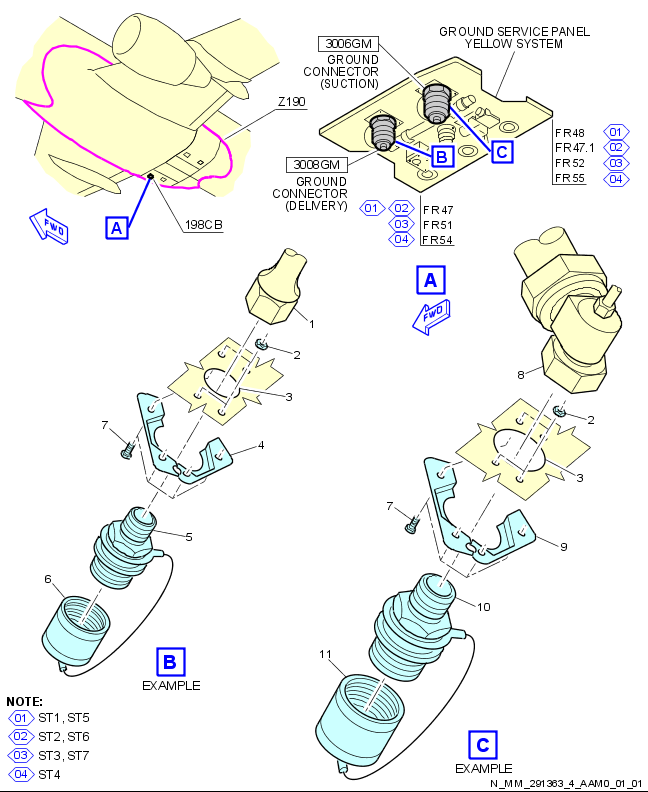 GROUND SERVICE PANEL
YELLOW SYSTEM
3006GM
GROUND
CONNECTOR
(SUCTION)
Z190
B
C
3008GM
GROUND
CONNECTOR
(DELIVERY)
FR48 01
FR47.1 02
FR52 03
FR55 04
01 02 FR47
03 FR51
04 FR54
FWD
A
198CB
A
FWD
1
2
3
4
7
5
6
B
EXAMPLE
8
2
3
7
9
10
11
C
EXAMPLE
NOTE:
01 ST1, ST5
02 ST2, ST6
03 ST3, ST7
04 ST4
N_MM_291363_4_AAM0_01_01